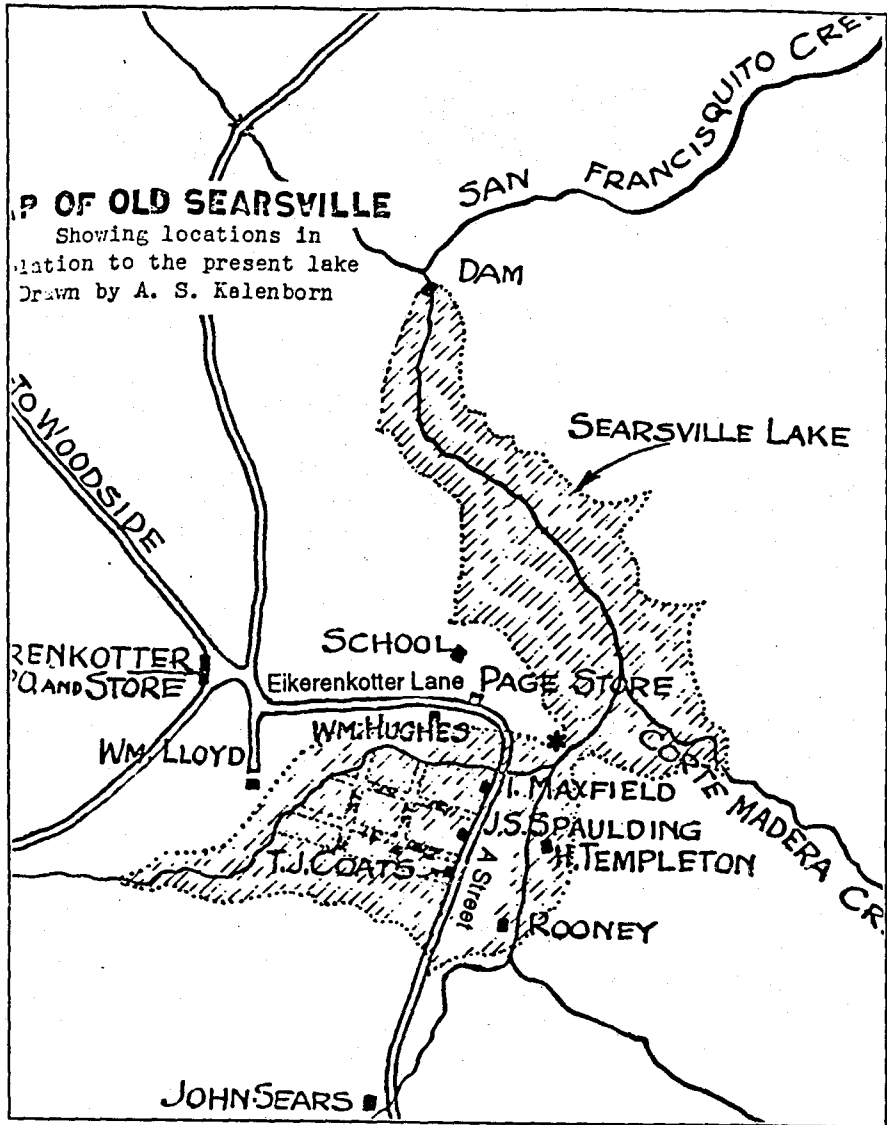 SAN FRANCISQUITO CRE
.P OF OLD SEARSVILLE
Showing locations in
lation to the present lake
Drawn by A. S. Kalenborn
DAM
TO WOODSIDE
SEARSVILLE LAKE
SCHOOL
RENKOTTER
P.O. AND STORE
Eikerenkotter Lane
PAGE STORE
WM. HUGHES
WM. LLOYD
CORTE MADERA CR.
I. MAXFIELD
J.S. SPAULDING
H. TEMPLETON
T.J. COATS
A Street
ROONEY
JOHN SEARS